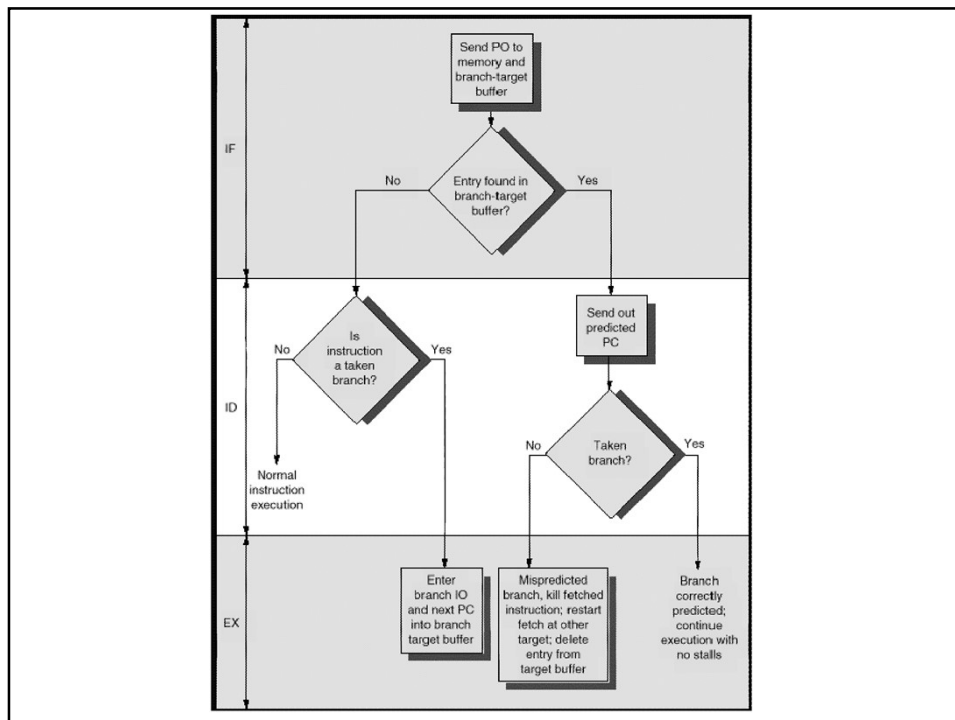 Send PO to
memory and
branch-target
buffer
IF
No
Entry found in
branch-target
buffer?
Yes
Send out
predicted
PC
Is
instruction
a taken
branch?
No
Yes
ID
No
Taken
branch?
Yes
Normal
instruction
execution
Enter
branch IO
and next PC
into branch
target buffer
Mispredicted
branch, kill fetched
instruction; restart
fetch at other
target; delete
entry from
target buffer
Branch
correctly
predicted;
continue
execution with
no stalls
EX